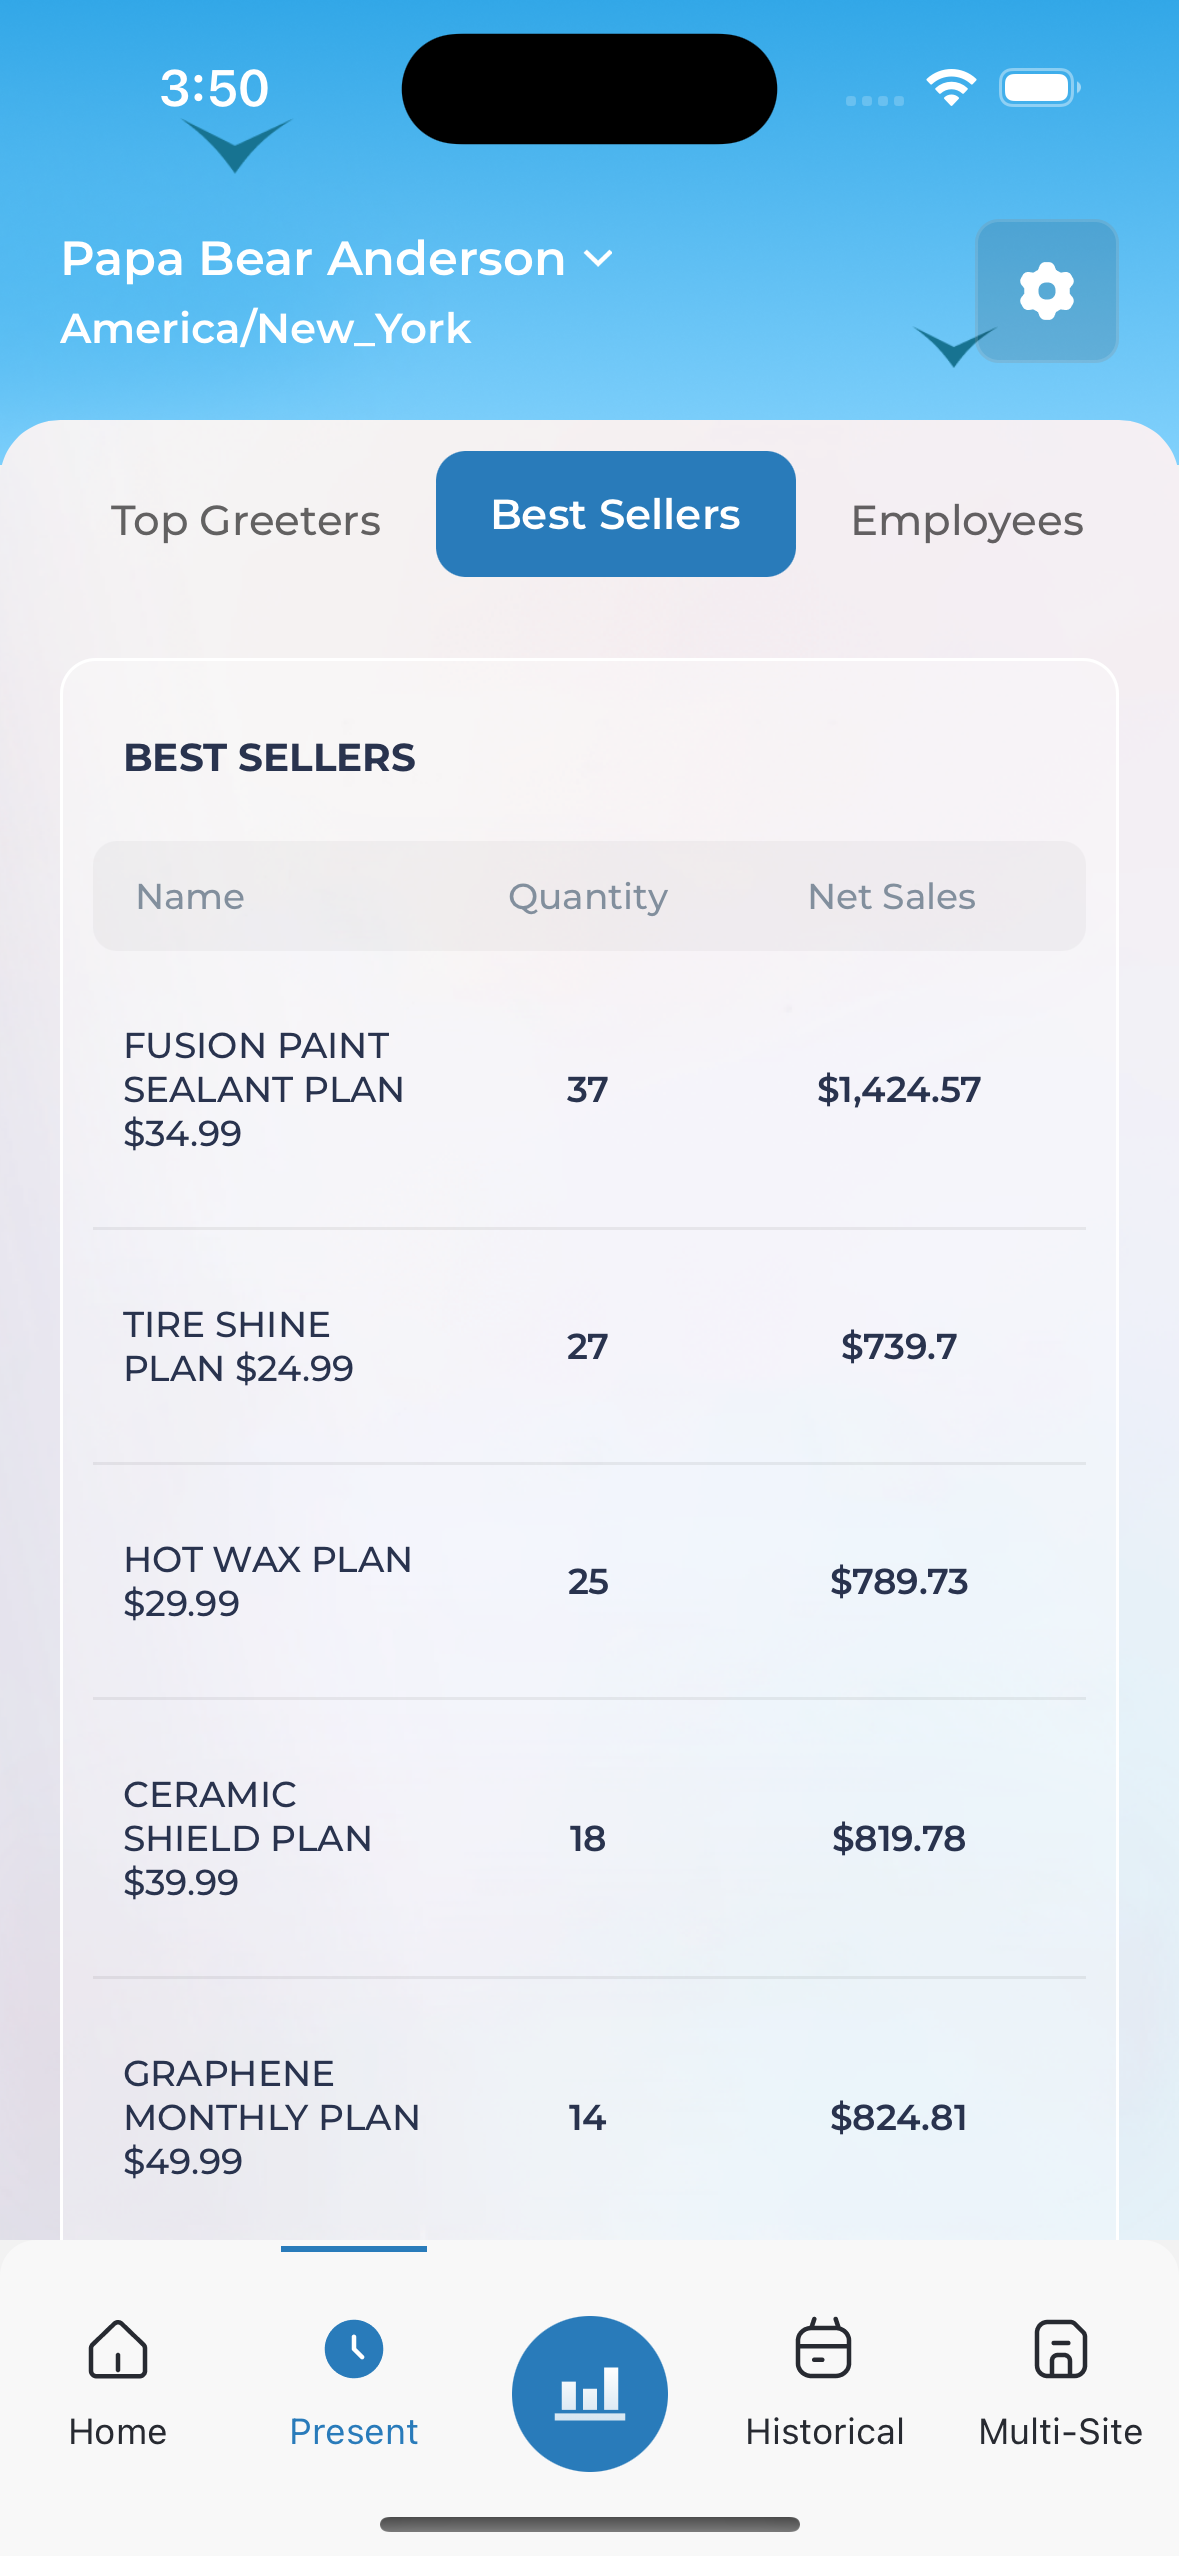 3:50
Papa Bear Anderson
America/New_York
Top Greeters Best Sellers Employees
BEST SELLERS
Name Quantity Net Sales
FUSION PAINT
SEALANT PLAN 37 $1,424.57
$34.99
TIRE SHINE
PLAN $24.99
27 $739.7
HOT WAX PLAN
$29.99
25 $789.73
CERAMIC
SHIELD PLAN 18 $819.78
$39.99
GRAPHENE
MONTHLY PLAN 14 $824.81
$49.99
Home Present Historical Multi-Site